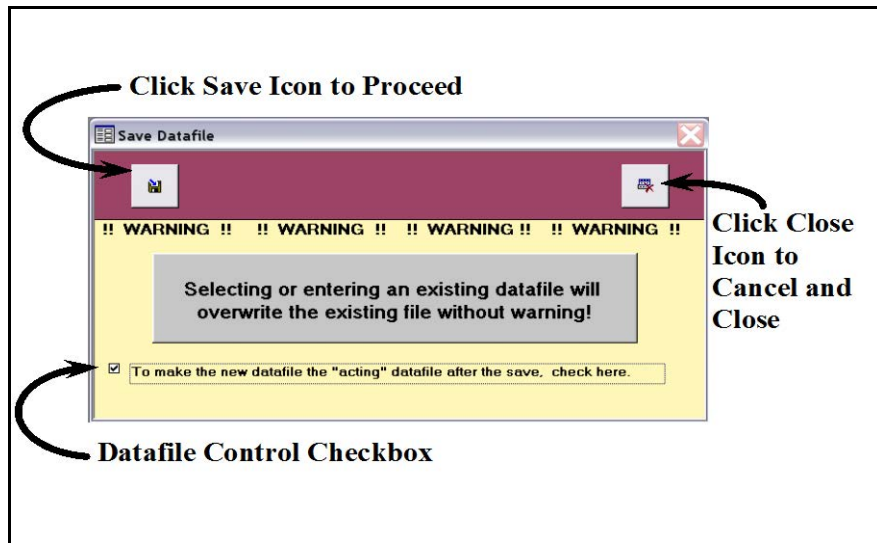 Click Save Icon to Proceed
Save Datafile
!! WARNING !! !! WARNING !! !! WARNING !! !! WARNING !!
Selecting or entering an existing datafile will
overwrite the existing file without warning!
To make the new datafile the "acting" datafile after the save, check here.
Click Close
Icon to
Cancel and
Close
Datafile Control Checkbox